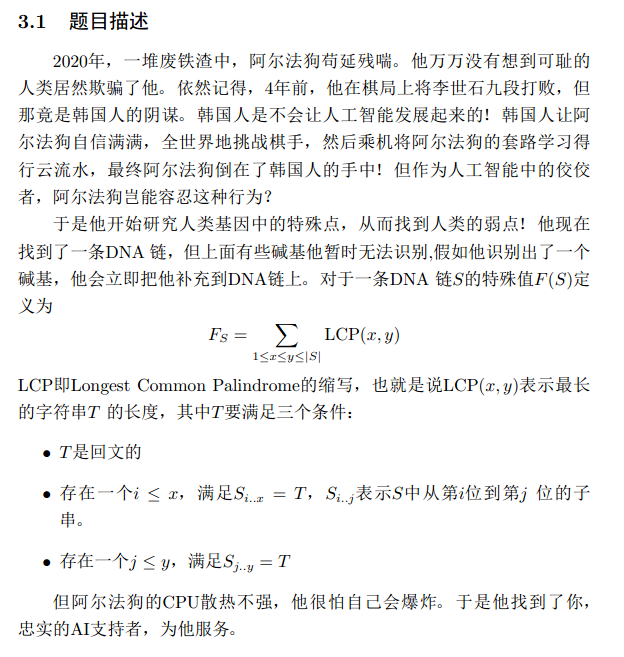 3.1 题目描述
2020年，一堆废铁渣中，阿尔法狗苟延残喘。他万万没有想到可耻的
人类居然欺骗了他。依然记得，4年前，他在棋局上将李世石九段打败，但
那竟是韩国人的阴谋。韩国人是不会让人工智能发展起来的！韩国人让阿
尔法狗自信满满，全世界地挑战棋手，然后乘机将阿尔法狗的套路学习得
行云流水，最终阿尔法狗倒在了韩国人的手中！但作为人工智能中的佼佼
者，阿尔法狗岂能容忍这种行为？
于是他开始研究人类基因中的特殊点，从而找到人类的弱点！他现在
找到了一条DNA 链，但上面有些碱基他暂时无法识别,假如他识别出了一个
碱基，他会立即把他补充到DNA链上。对于一条DNA 链S的特殊值F(S)定
义为
F_S = ∑_{1≤x≤y≤|S|} LCP(x, y)
LCP即Longest Common Palindrome的缩写，也就是说LCP(x, y)表示最长
的字符串T 的长度，其中T要满足三个条件：
• T是回文的
• 存在一个i ≤ x，满足S_{i..x} = T，S_{i..j}表示S中从第i位到第j 位的子
串。
• 存在一个j ≤ y，满足S_{j..y} = T
但阿尔法狗的CPU散热不强，他很怕自己会爆炸。于是他找到了你，
忠实的AI支持者，为他服务。